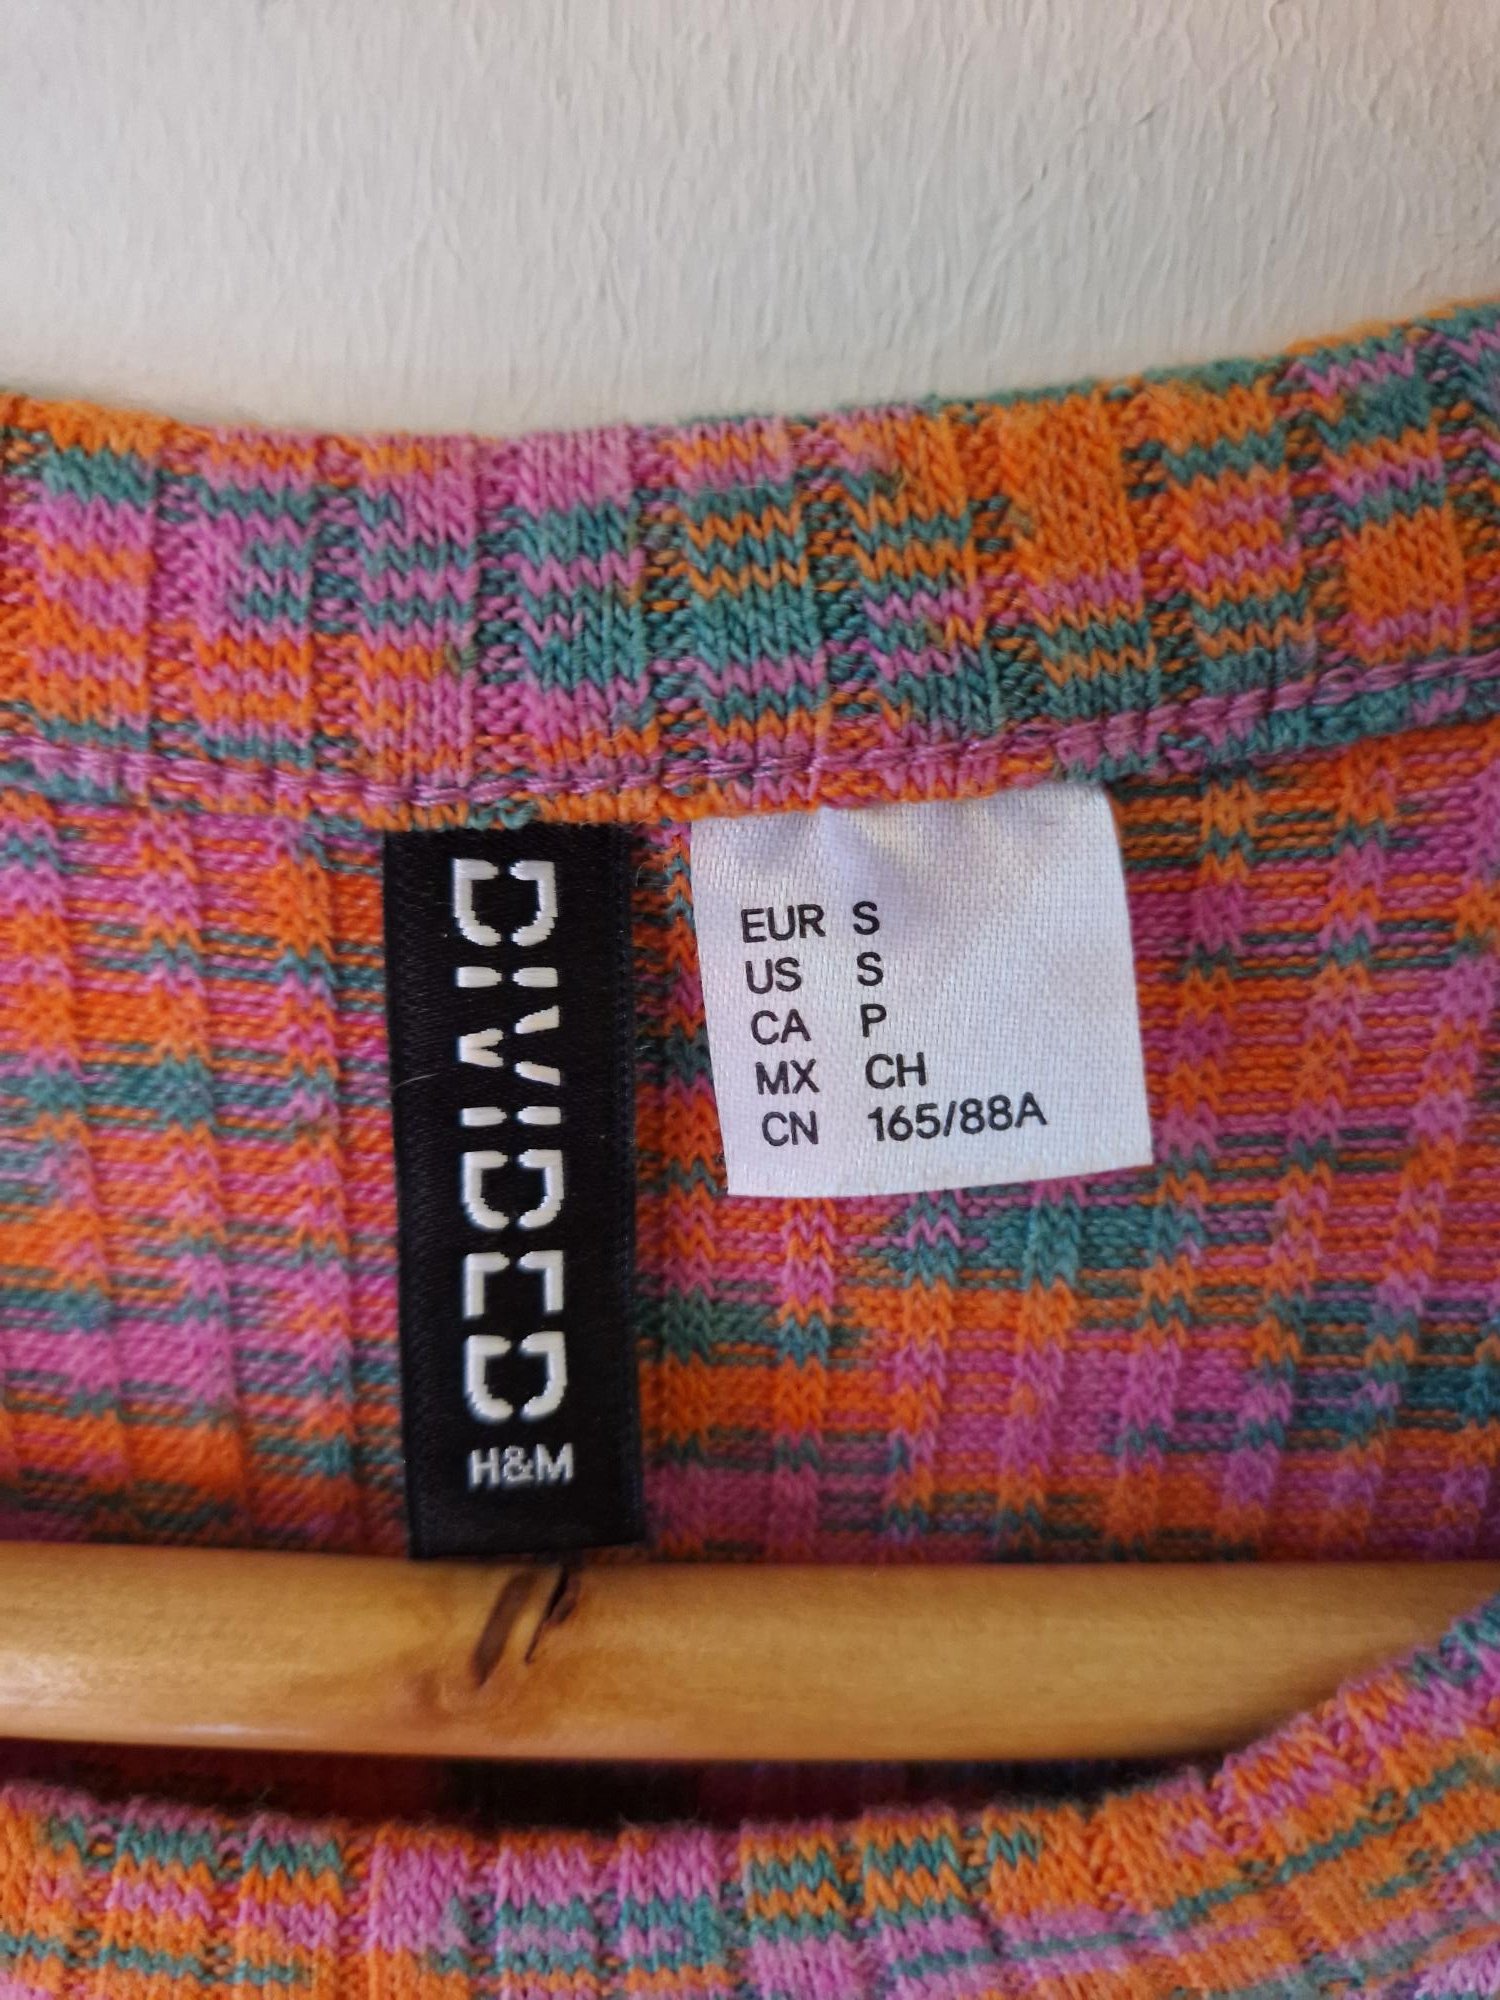 DIVIDED
H&M
EUR S
US S
CA P
MX CH
CN 165/88A